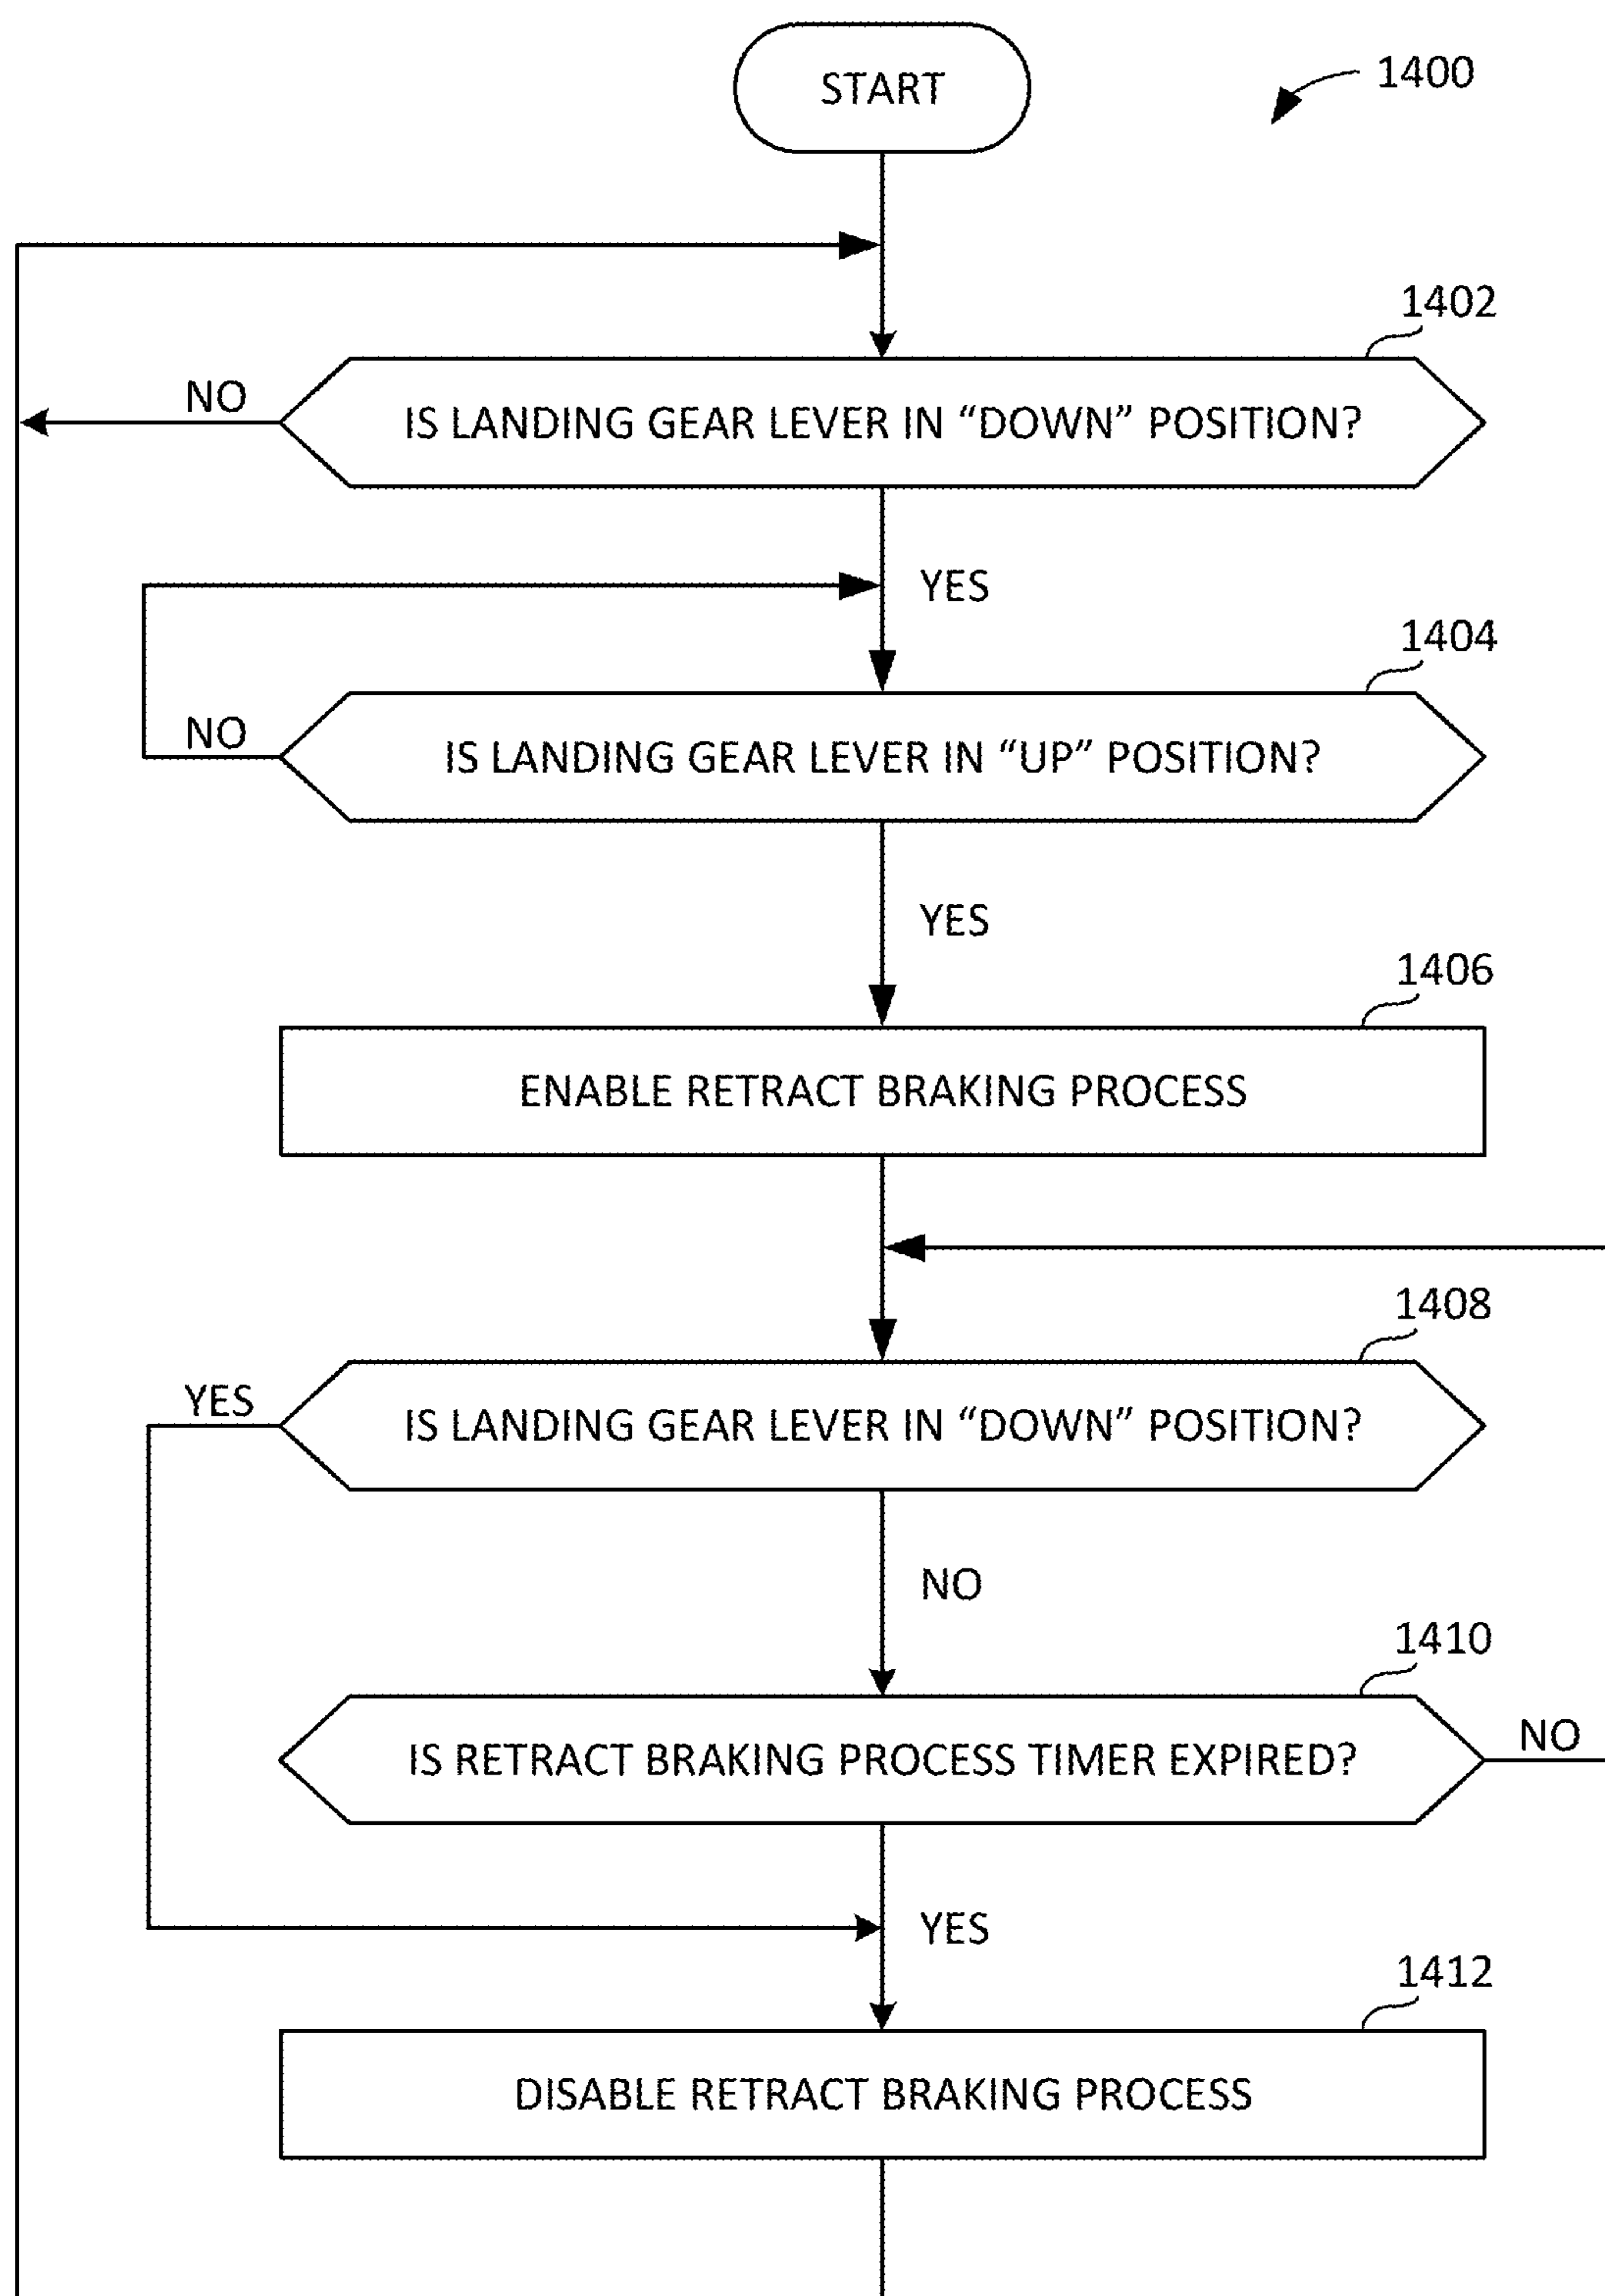 START
1400
1402
NO
IS LANDING GEAR LEVER IN “DOWN” POSITION?
YES
1404
NO
IS LANDING GEAR LEVER IN “UP” POSITION?
YES
1406
ENABLE RETRACT BRAKING PROCESS
1408
YES
IS LANDING GEAR LEVER IN “DOWN” POSITION?
NO
1410
IS RETRACT BRAKING PROCESS TIMER EXPIRED?
NO
YES
1412
DISABLE RETRACT BRAKING PROCESS